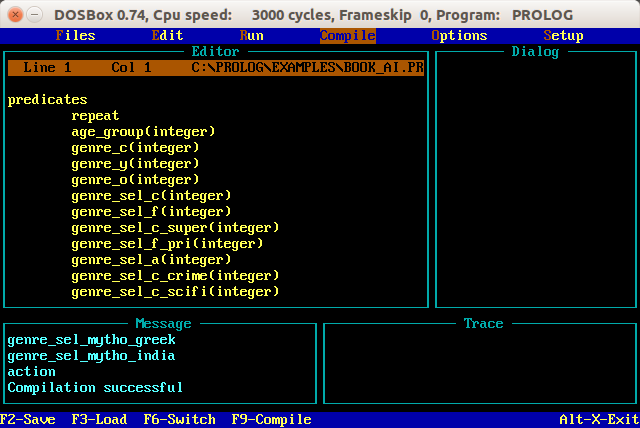 DOSBox 0.74, Cpu speed: 3000 cycles, Frameskip 0, Program: PROLOG
Files Edit Run Compile Options Setup
Editor
Line 1 Col 1 C:\PROLOG\EXAMPLES\BOOK_AI.PR
predicates
repeat
age_group(integer)
genre_c(integer)
genre_y(integer)
genre_o(integer)
genre_sel_c(integer)
genre_sel_f(integer)
genre_sel_c_super(integer)
genre_sel_f_pri(integer)
genre_sel_a(integer)
genre_sel_c_crime(integer)
genre_sel_c_scifi(integer)
Dialog
Message
genre_sel_mytho_greek
genre_sel_mytho_india
action
Compilation successful
Trace
F2-Save F3-Load F6-Switch F9-Compile Alt-X-Exit